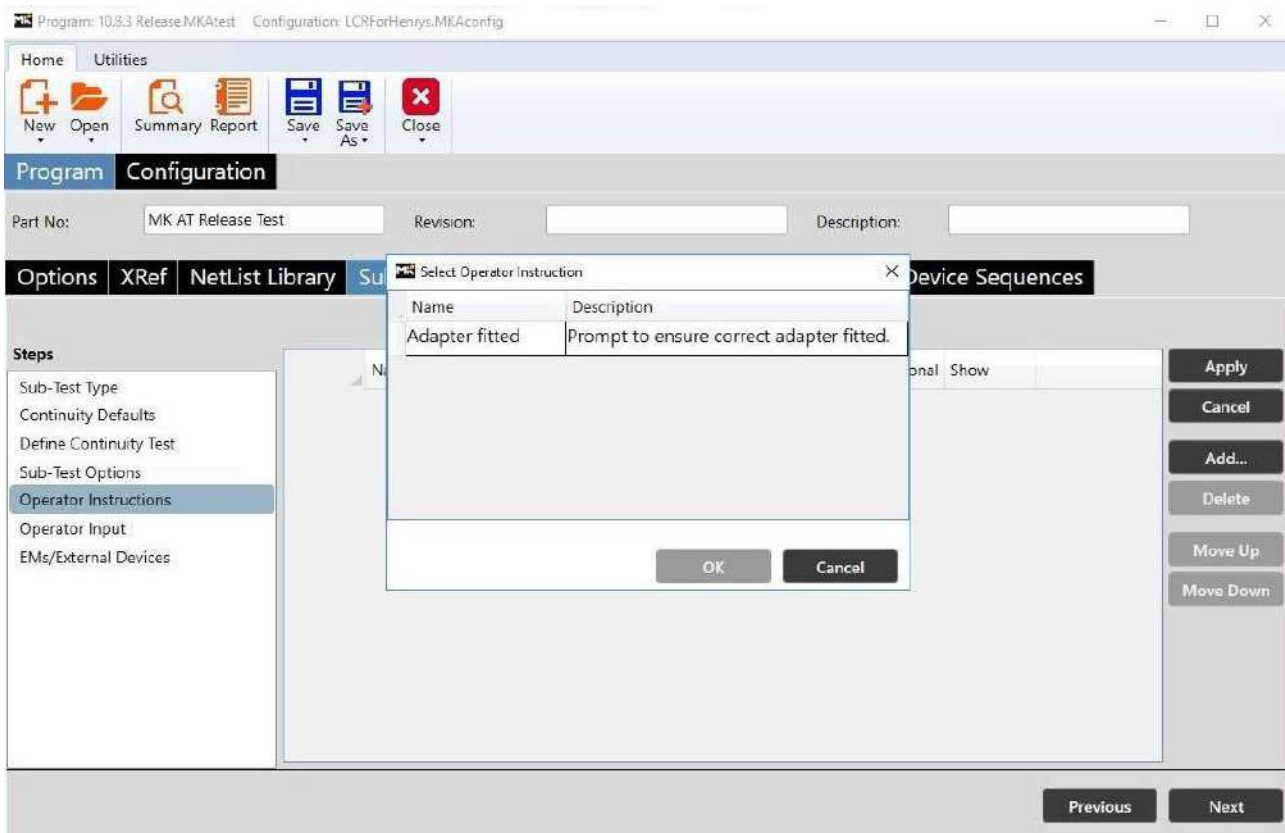 MK Program: 10.8.3 Release.MKAtest Configuration: LCRForHenrys.MKAconfig
Home Utilities
New Open Summary Report Save Save As Close
Program Configuration
Part No: MK AT Release Test Revision: Description:
Options XRef NetList Library Su Device Sequences
MK Select Operator Instruction
Name Description
Adapter fitted Prompt to ensure correct adapter fitted.
Steps
Sub-Test Type
Continuity Defaults
Define Continuity Test
Sub-Test Options
Operator Instructions
Operator Input
EMs/External Devices
Na onal Show
OK Cancel
Apply
Cancel
Add...
Delete
Move Up
Move Down
Previous Next